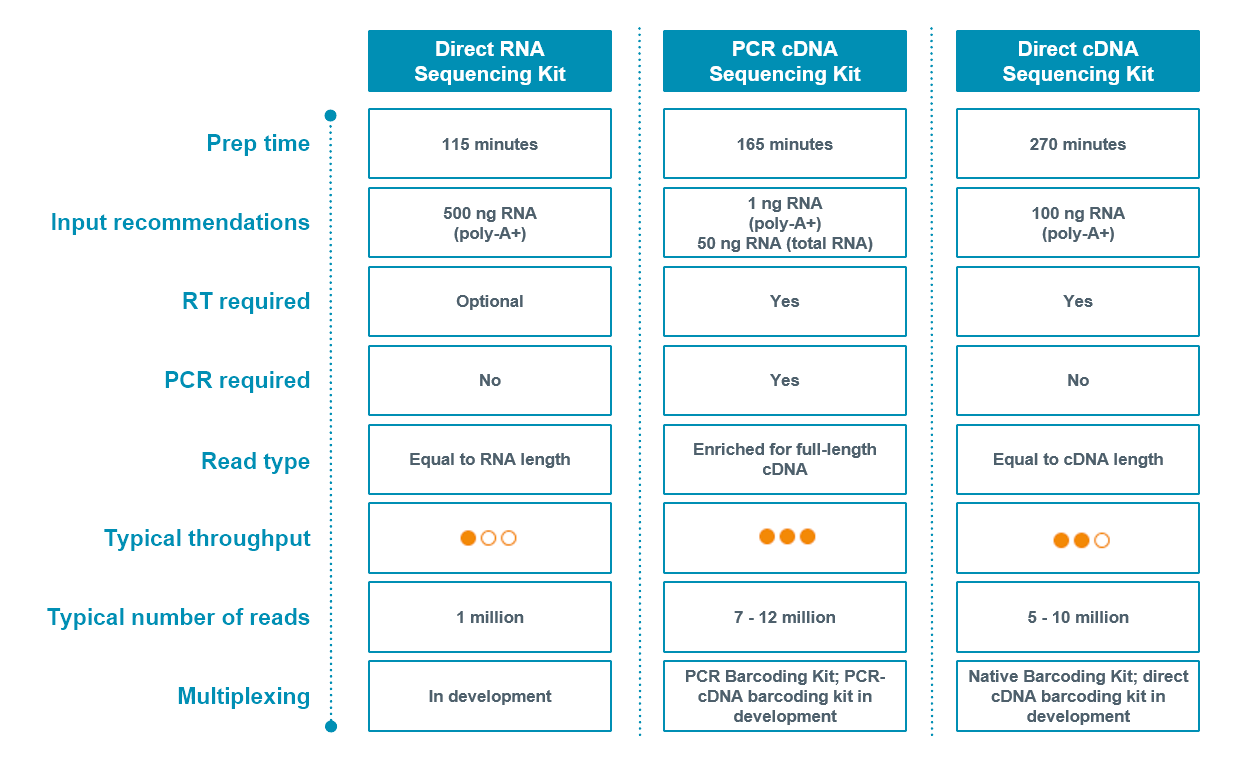 Direct RNA
Sequencing Kit
PCR cDNA
Sequencing Kit
Direct cDNA
Sequencing Kit
Prep time
115 minutes
165 minutes
270 minutes
Input recommendations
500 ng RNA
(poly-A+)
1 ng RNA
(poly-A+)
50 ng RNA (total RNA)
100 ng RNA
(poly-A+)
RT required
Optional
Yes
Yes
PCR required
No
Yes
No
Read type
Equal to RNA length
Enriched for full-length
cDNA
Equal to cDNA length
Typical throughput
Typical number of reads
1 million
7 - 12 million
5 - 10 million
Multiplexing
In development
PCR Barcoding Kit; PCR-
cDNA barcoding kit in
development
Native Barcoding Kit; direct
cDNA barcoding kit in
development